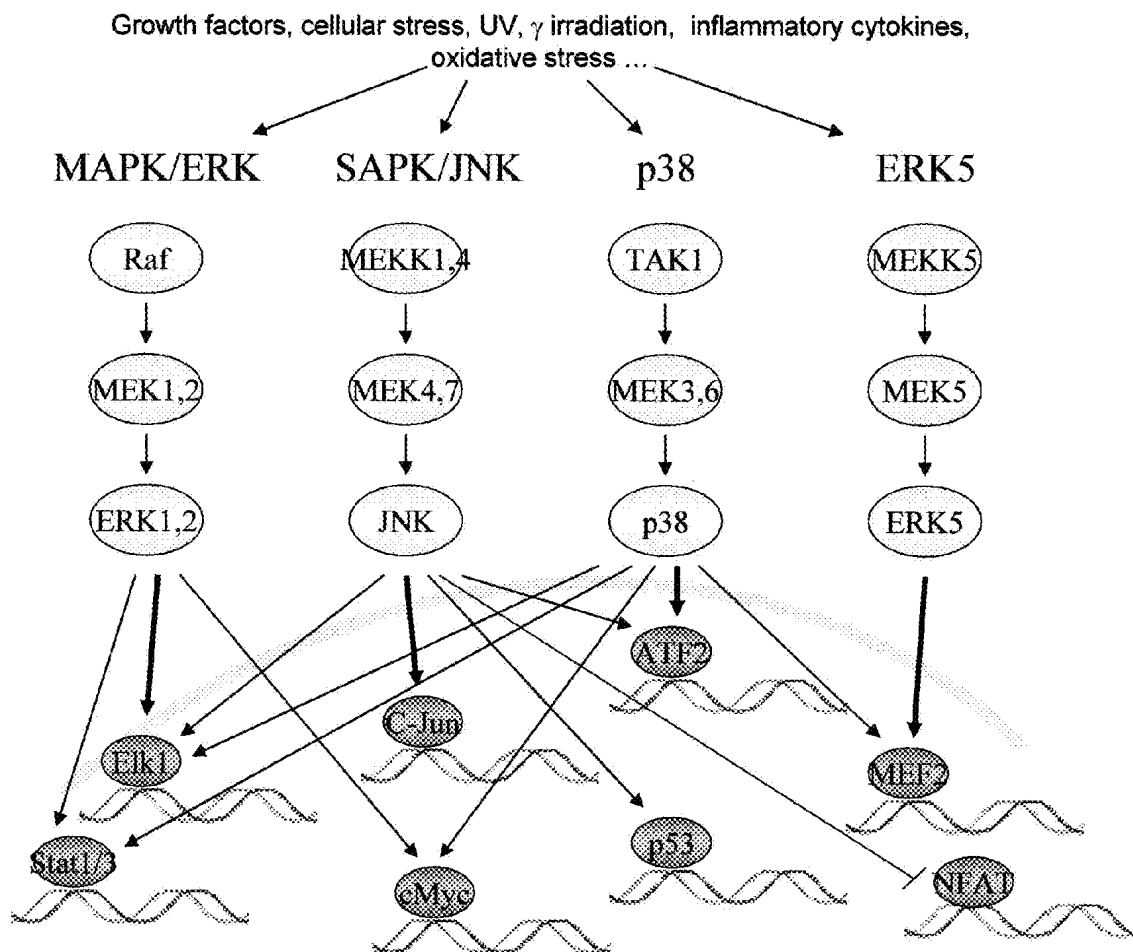 Growth factors, cellular stress, UV, γ irradiation, inflammatory cytokines,
oxidative stress ...
MAPK/ERK SAPK/JNK p38 ERK5
Raf MEKK1,4 TAK1 MEKK5
MEK1,2 MEK4,7 MEK3,6 MEK5
ERK1,2 JNK p38 ERK5
ATF2
C-Jun
Elk1 MEF2
Stat1/3 p53
cMyc NFAT